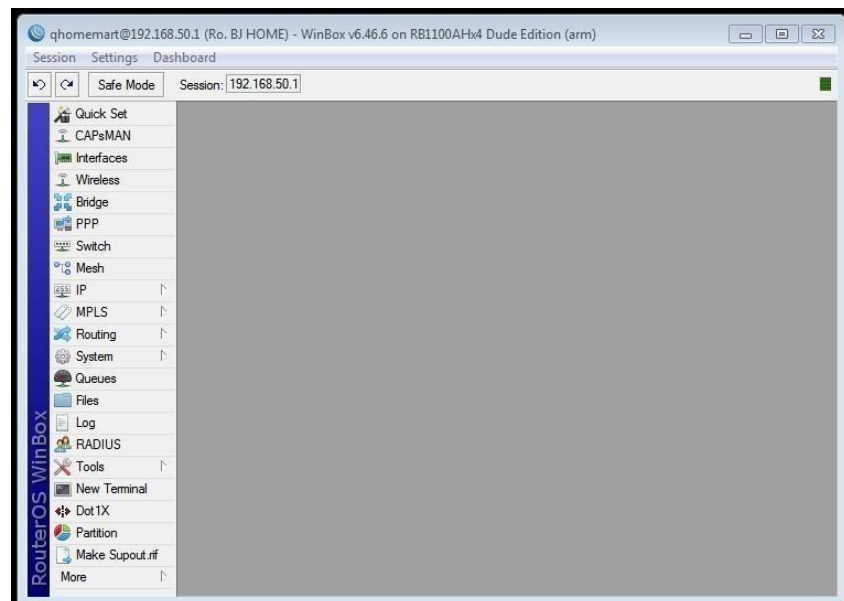 qhomemart@192.168.50.1 (Ro. BJ HOME) - WinBox v6.46.6 on RB1100AHx4 Dude Edition (arm)
Session Settings Dashboard
Safe Mode Session: 192.168.50.1
Quick Set
CAPsMAN
Interfaces
Wireless
Bridge
PPP
Switch
Mesh
IP
MPLS
Routing
System
Queues
Files
Log
RADIUS
Tools
New Terminal
Dot1X
Partition
Make Supout.rif
More
RouterOS WinBox